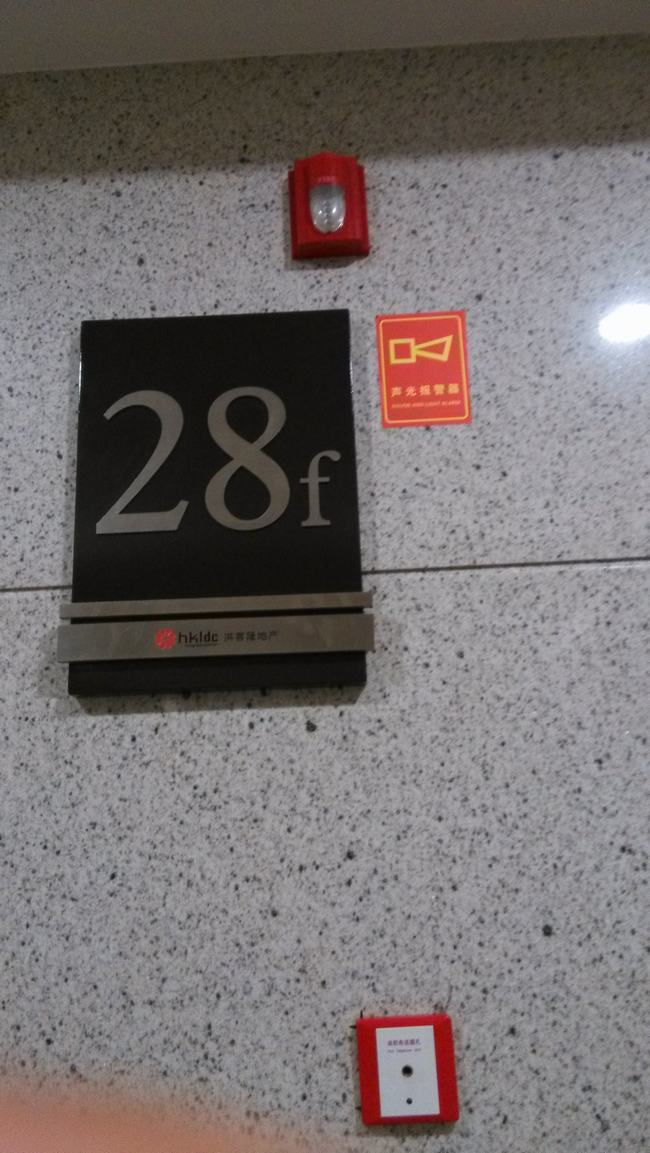 FIRE
28f
声光报警器
SOUND AND LIGHT ALARM
hkldc 洪客隆地产
消防电话插孔